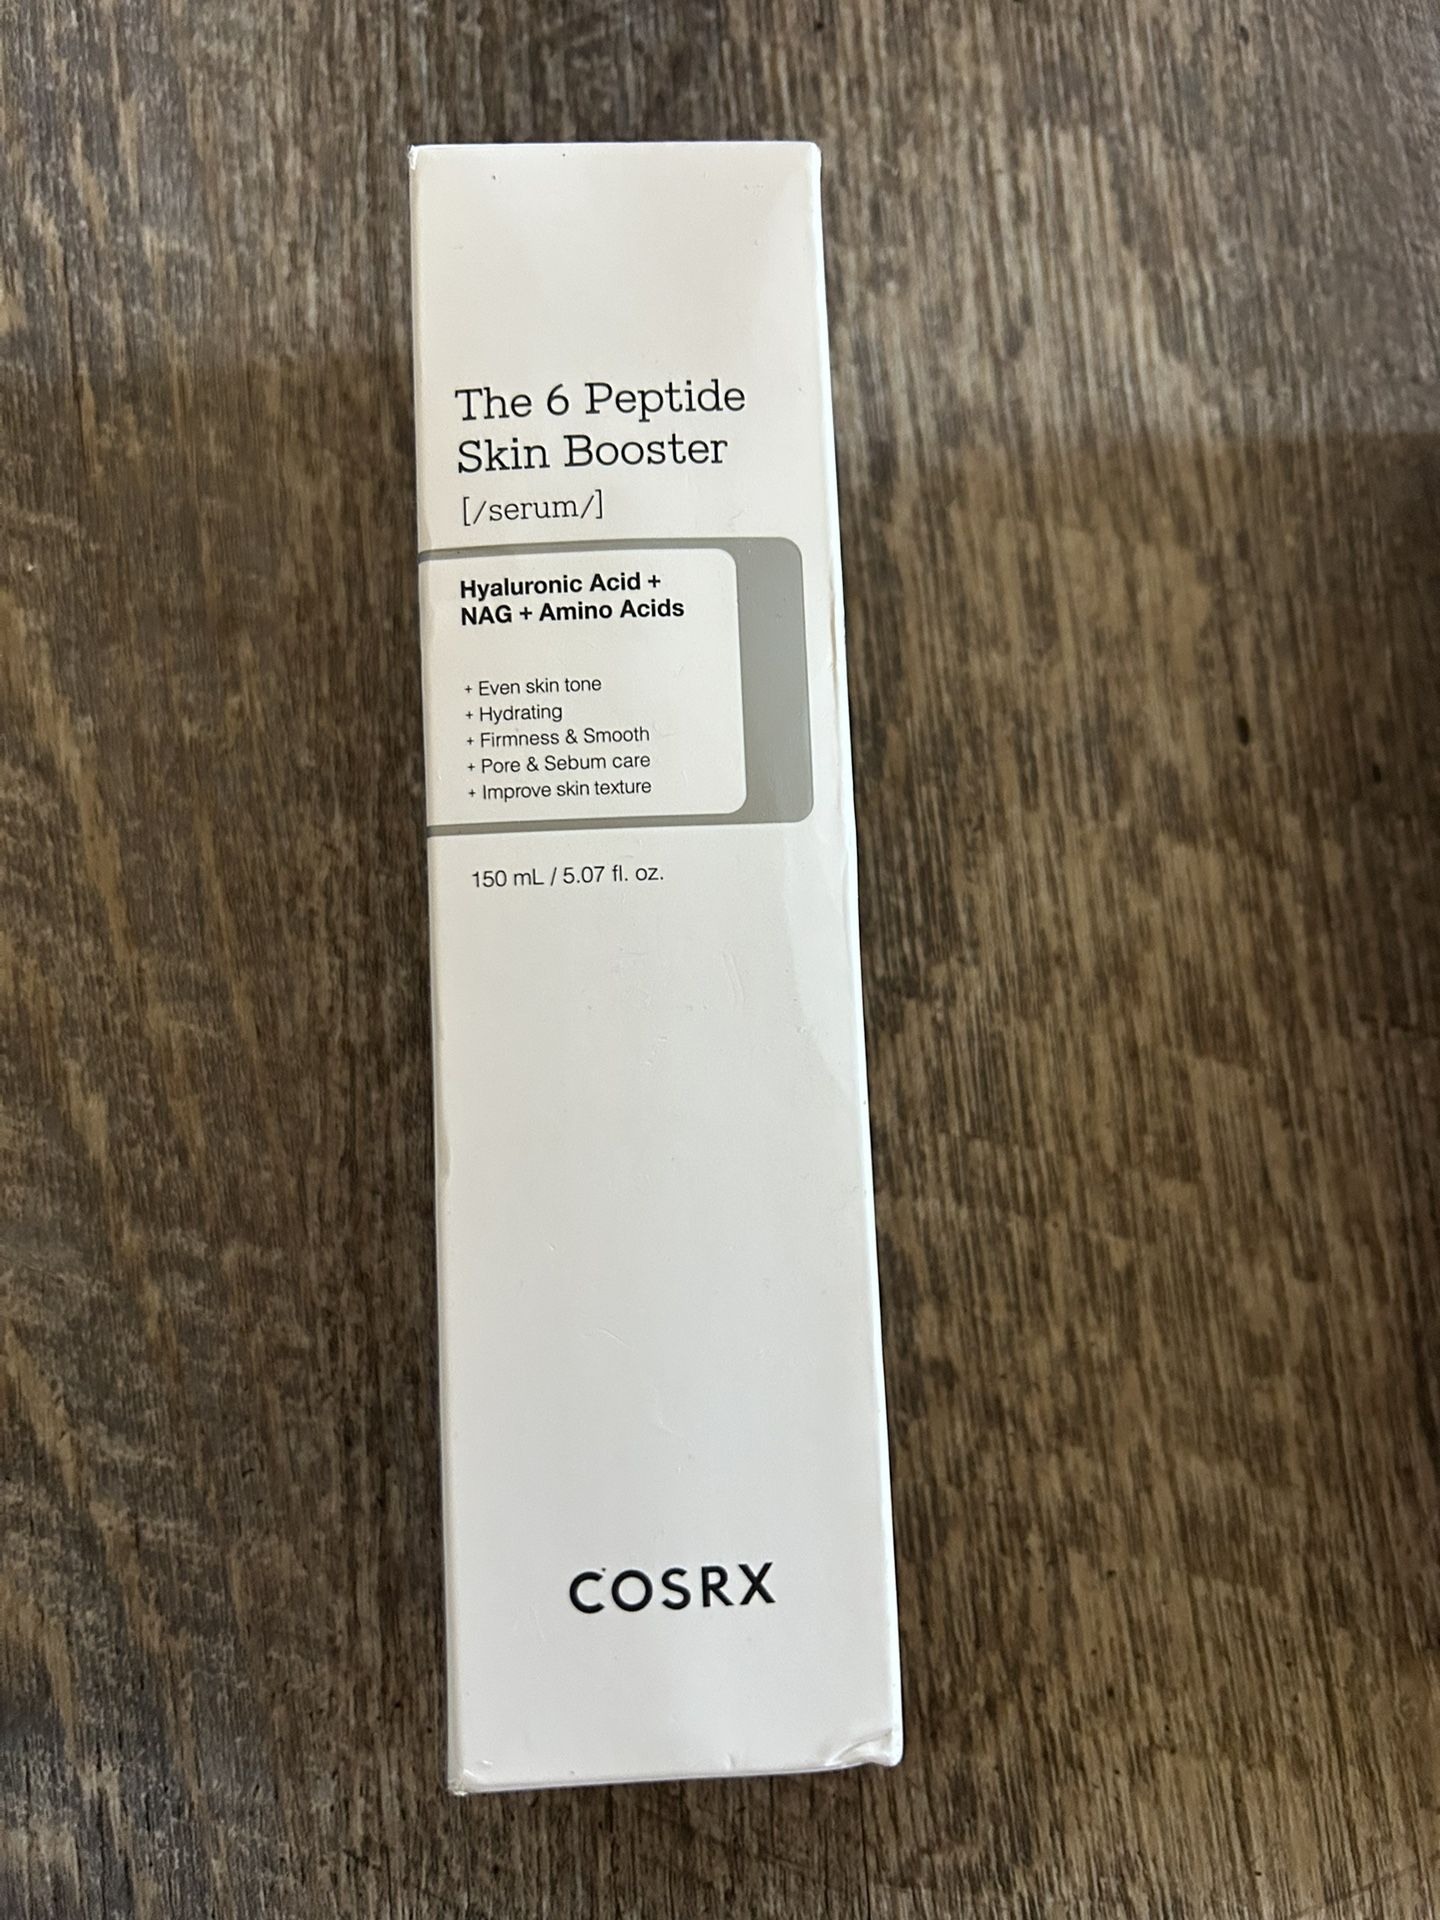 The 6 Peptide
Skin Booster
[/serum/]
Hyaluronic Acid +
NAG + Amino Acids
+ Even skin tone
+ Hydrating
+ Firmness & Smooth
+ Pore & Sebum care
+ Improve skin texture
150 mL / 5.07 fl. oz.
COSRX